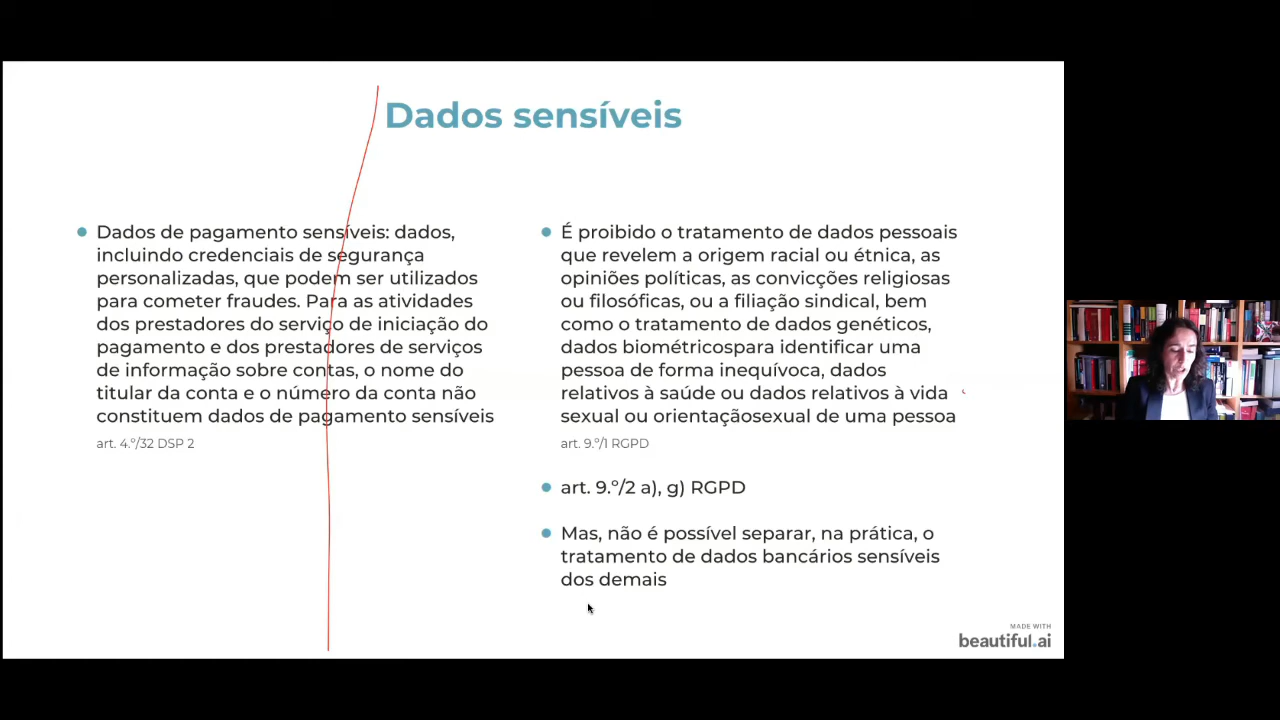 Dados sensíveis
Dados de pagamento sensíveis: dados,
incluindo credenciais de segurança
personalizadas, que podem ser utilizados
para cometer fraudes. Para as atividades
dos prestadores do serviço de iniciação do
pagamento e dos prestadores de serviços
de informação sobre contas, o nome do
titular da conta e o número da conta não
constituem dados de pagamento sensíveis
art. 4.º/32 DSP 2
É proibido o tratamento de dados pessoais
que revelem a origem racial ou étnica, as
opiniões políticas, as convicções religiosas
ou filosóficas, ou a filiação sindical, bem
como o tratamento de dados genéticos,
dados biométricospara identificar uma
pessoa de forma inequívoca, dados
relativos à saúde ou dados relativos à vida
sexual ou orientaçãosexual de uma pessoa
art. 9.º/1 RGPD
art. 9.º/2 a), g) RGPD
Mas, não é possível separar, na prática, o
tratamento de dados bancários sensíveis
dos demais
MADE WITH
beautiful.ai